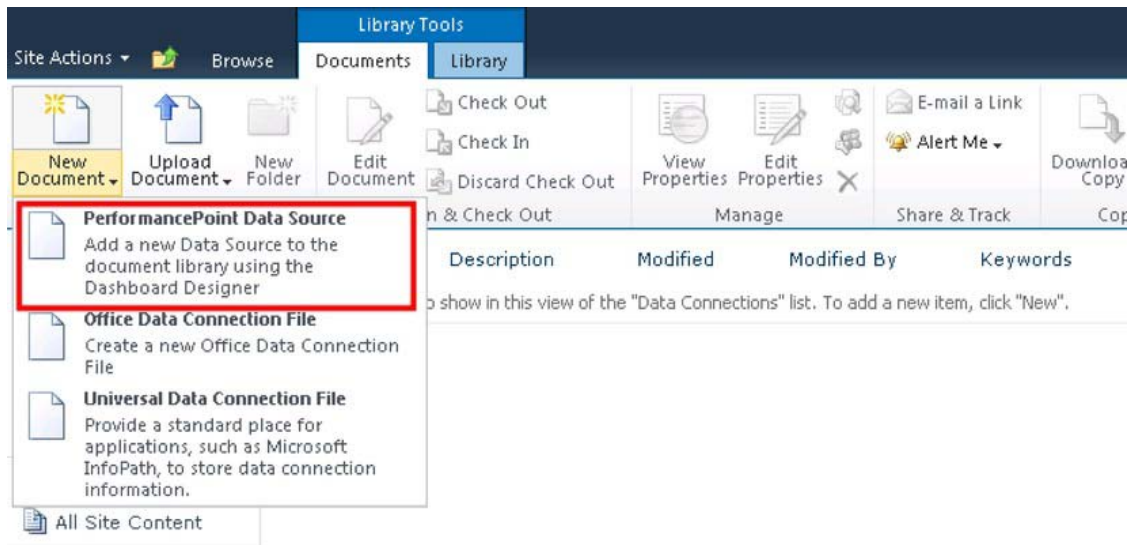 Library Tools
Site Actions Browse Documents Library
New Document
Upload Document
New Folder
Edit Document
Check Out
Check In
Discard Check Out
View Properties
Edit Properties
E-mail a Link
Alert Me
Copy
n & Check Out
Manage
Share & Track
PerformancePoint Data Source
Add a new Data Source to the
document library using the
Dashboard Designer
Office Data Connection File
Create a new Office Data Connection
File
Universal Data Connection File
Provide a standard place for
applications, such as Microsoft
InfoPath, to store data connection
information.
Description Modified Modified By Keywords
o show in this view of the "Data Connections" list. To add a new item, click "New".
All Site Content